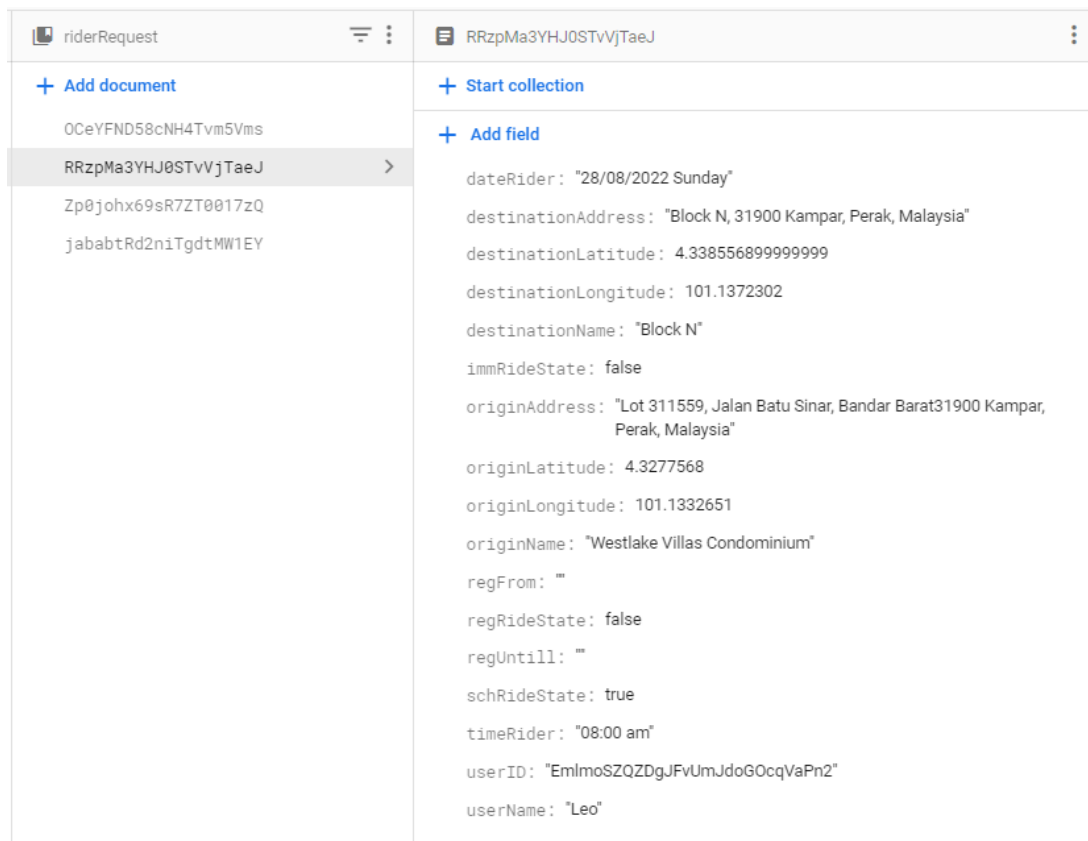 riderRequest
Add document
OCeYFND58cNH4Tvm5Vms
RRzpMa3YHJ0STvVjTaeJ
Zp0johx69sR7ZT0017zQ
jababtRd2niTgdtMW1EY
RRzpMa3YHJ0STvVjTaeJ
Start collection
Add field
dateRider: "28/08/2022 Sunday"
destinationAddress: "Block N, 31900 Kampar, Perak, Malaysia"
destinationLatitude: 4.338556899999999
destinationLongitude: 101.1372302
destinationName: "Block N"
immRideState: false
originAddress: "Lot 311559, Jalan Batu Sinar, Bandar Barat31900 Kampar,
Perak, Malaysia"
originLatitude: 4.3277568
originLongitude: 101.1332651
originName: "Westlake Villas Condominium"
regFrom: ""
regRideState: false
regUntill: ""
schRideState: true
timeRider: "08:00 am"
userID: "EmlmoSZQZDgJFvUmJdoGOcqVaPn2"
userName: "Leo"